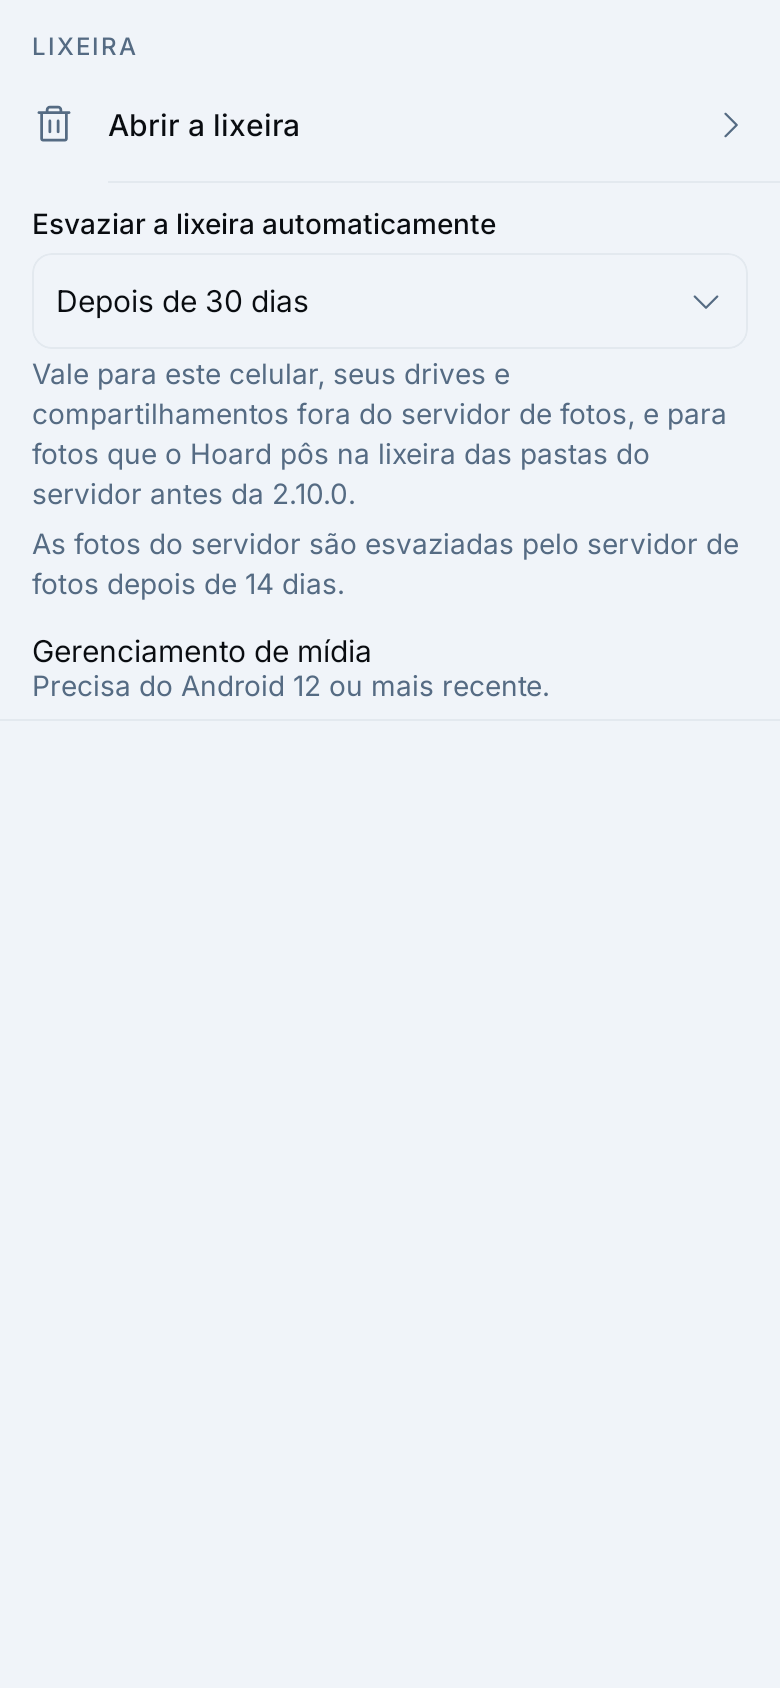 LIXEIRA
Abrir a lixeira
Esvaziar a lixeira automaticamente
Depois de 30 dias
Vale para este celular, seus drives e
compartilhamentos fora do servidor de fotos, e para
fotos que o Hoard pôs na lixeira das pastas do
servidor antes da 2.10.0.
As fotos do servidor são esvaziadas pelo servidor de
fotos depois de 14 dias.
Gerenciamento de mídia
Precisa do Android 12 ou mais recente.